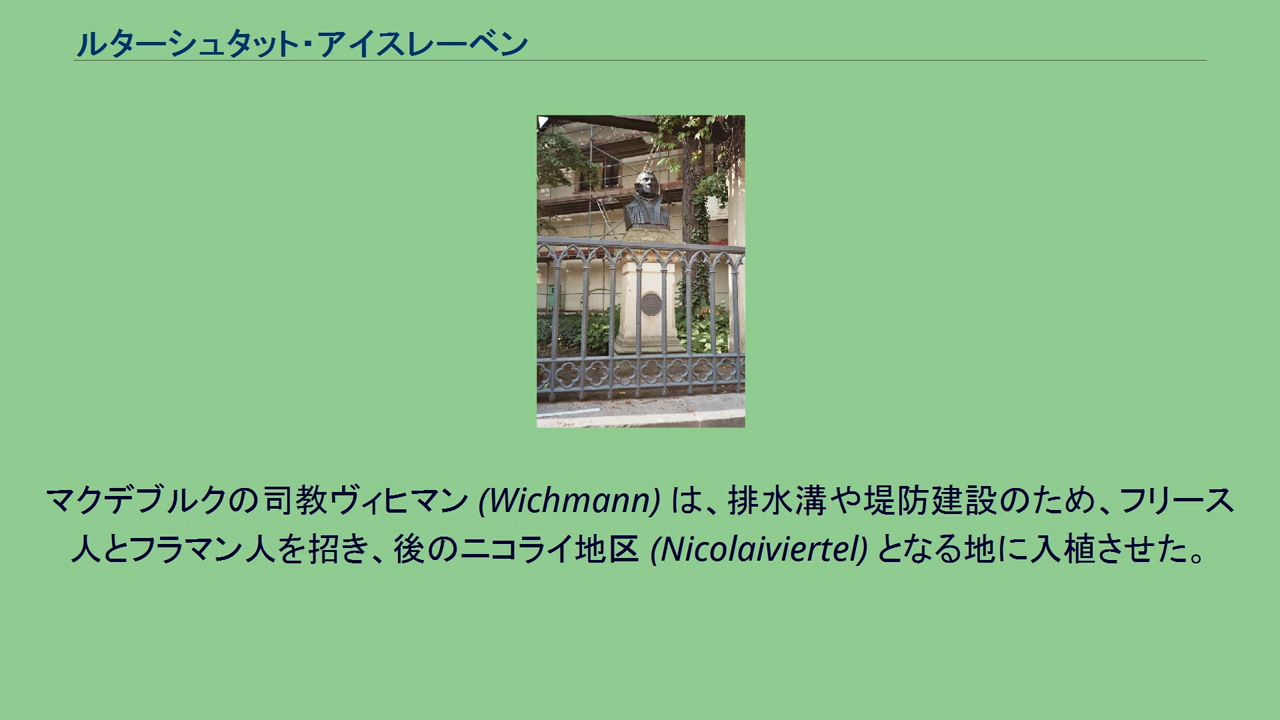 ルターシュタット・アイスレーベン
マクデブルクの司教ヴィヒマン (Wichmann) は、排水溝や堤防建設のため、フリース
人とフラマン人を招き、後のニコライ地区 (Nicolaiviertel) となる地に入植させた。